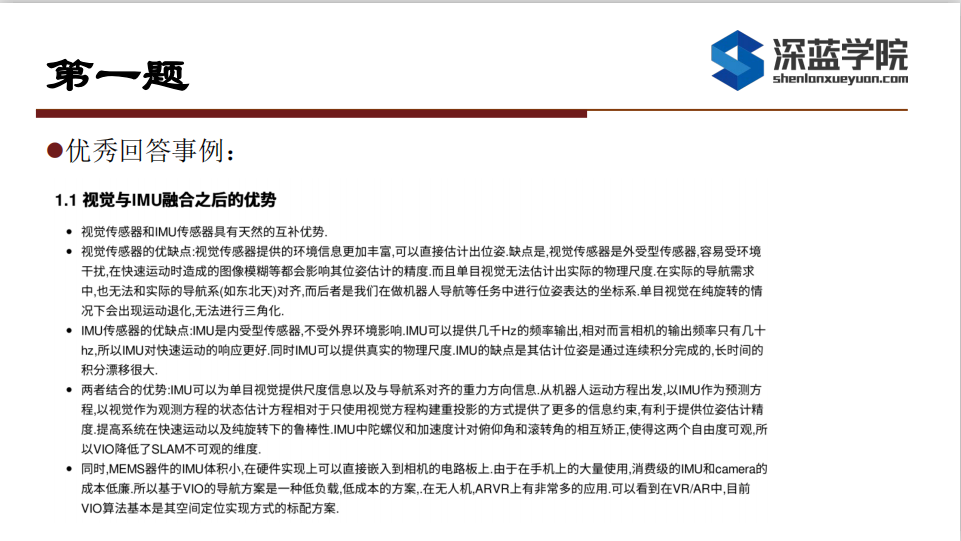 第一题
深蓝学院
shenlanxueyuan.com
●优秀回答事例：
1.1 视觉与IMU融合之后的优势
• 视觉传感器和IMU传感器具有天然的互补优势.
• 视觉传感器的优缺点:视觉传感器提供的环境信息更加丰富,可以直接估计出位姿.缺点是,视觉传感器是外受型传感器,容易受环境
干扰,在快速运动时造成的图像模糊等都会影响其位姿估计的精度.而且单目视觉无法估计出实际的物理尺度.在实际的导航需求
中,也无法和实际的导航系(如东北天)对齐,而后者是我们在做机器人导航等任务中进行位姿表达的坐标系.单目视觉在纯旋转的情
况下会出现运动退化,无法进行三角化.
• IMU传感器的优缺点:IMU是内受型传感器,不受外界环境影响.IMU可以提供几千Hz的频率输出,相对而言相机的输出频率只有几十
hz,所以IMU对快速运动的响应更好.同时IMU可以提供真实的物理尺度.IMU的缺点是其估计位姿是通过连续积分完成的,长时间的
积分漂移很大.
• 两者结合的优势:IMU可以为单目视觉提供尺度信息以及与导航系对齐的重力方向信息.从机器人运动方程出发,以IMU作为预测方
程,以视觉作为观测方程的状态估计方程相对于只使用视觉方程构建重投影的方式提供了更多的信息约束,有利于提供位姿估计精
度.提高系统在快速运动以及纯旋转下的鲁棒性.IMU中陀螺仪和加速度计对俯仰角和滚转角的相互矫正,使得这两个自由度可观,所
以VIO降低了SLAM不可观的维度.
• 同时,MEMS器件的IMU体积小,在硬件实现上可以直接嵌入到相机的电路板上.由于在手机上的大量使用,消费级的IMU和camera的
成本低廉.所以基于VIO的导航方案是一种低负载,低成本的方案,.在无人机,ARVR上有非常多的应用.可以看到在VR/AR中,目前
VIO算法基本是其空间定位实现方式的标配方案.